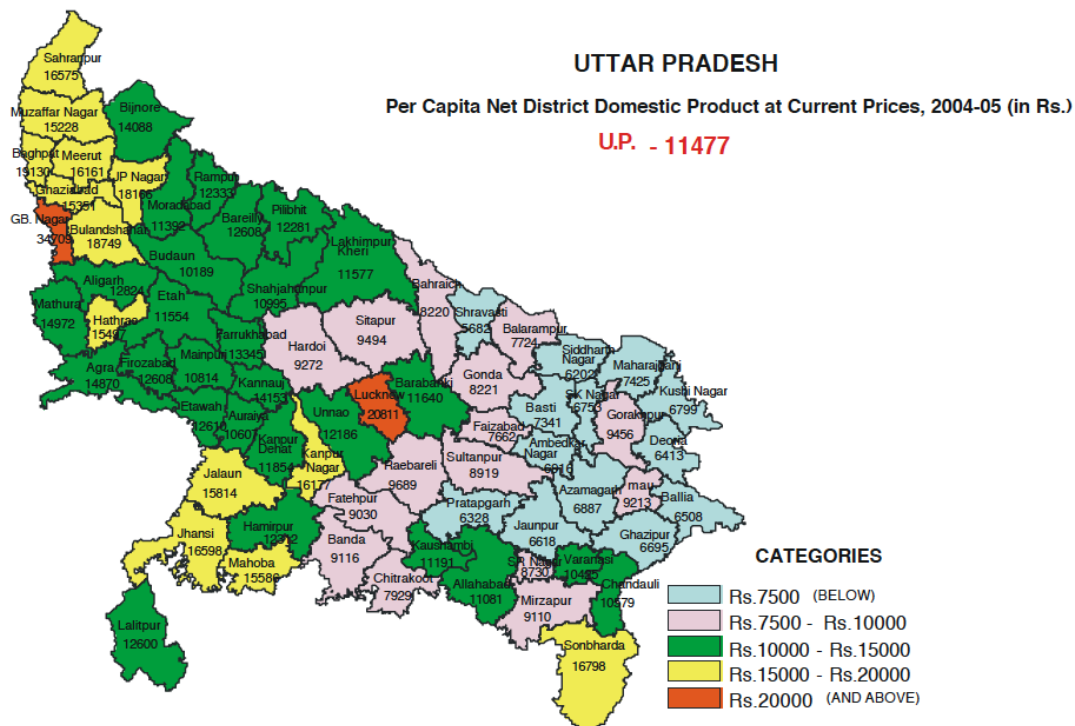 UTTAR PRADESH
Per Capita Net District Domestic Product at Current Prices, 2004-05 (in Rs.)
U.P. - 11477
Sahranpur
16575
Muzaffar Nagar
15228
Bijnore
14088
Baghpat
19130
Meerut
16161
JP Nagar
18166
Ghaziabad
15351
Rampur
12333
Moradabad
11392
GB. Nagar
34709
Bulandshahar
18749
Bareilly
12608
Pilibhit
12281
Lakhimpur
Kheri
11577
Budaun
10189
Aligarh
12824
Etah
11554
Shahjahanpur
10995
Mathura
14972
Hathras
Bahraich
8220
Shravasti
5682
Balarampur
7724
Sitapur
9494
Hardoi
9272
Farrukhabad
13345
Agra
14870
Firozabad
12608
Mainpuri
10814
Kannauj
14153
Gonda
8221
Siddharth
Nagar
6202
Maharajganj
7425
Kushi Nagar
6799
SK Nagar
6753
Basti
7341
Gorakhpur
9456
Deoria
6413
Barabanki
11640
Lucknow
20811
Unnao
12186
Etawah
12610
Auraiya
10607
Kanpur
Dehat
11854
Kanpur
Nagar
Faizabad
7662
Ambedkar
Nagar
Sultanpur
8919
Raebareli
9689
Azamagarh
6887
mau
9213
Ballia
6508
Jalaun
15814
Fatehpur
9030
Pratapgarh
6328
Jaunpur
6618
Ghazipur
6695
Jhansi
16598
Hamirpur
12312
Mahoba
15586
Banda
9116
Kaushambi
11191
Chitrakoot
7929
Allahabad
11081
SR Nagar
8730
Varanasi
Chandauli
10579
Mirzapur
9110
Sonbharda
16798
Lalitpur
12600
CATEGORIES
Rs.7500 (BELOW)
Rs.7500 - Rs.10000
Rs.10000 - Rs.15000
Rs.15000 - Rs.20000
Rs.20000 (AND ABOVE)